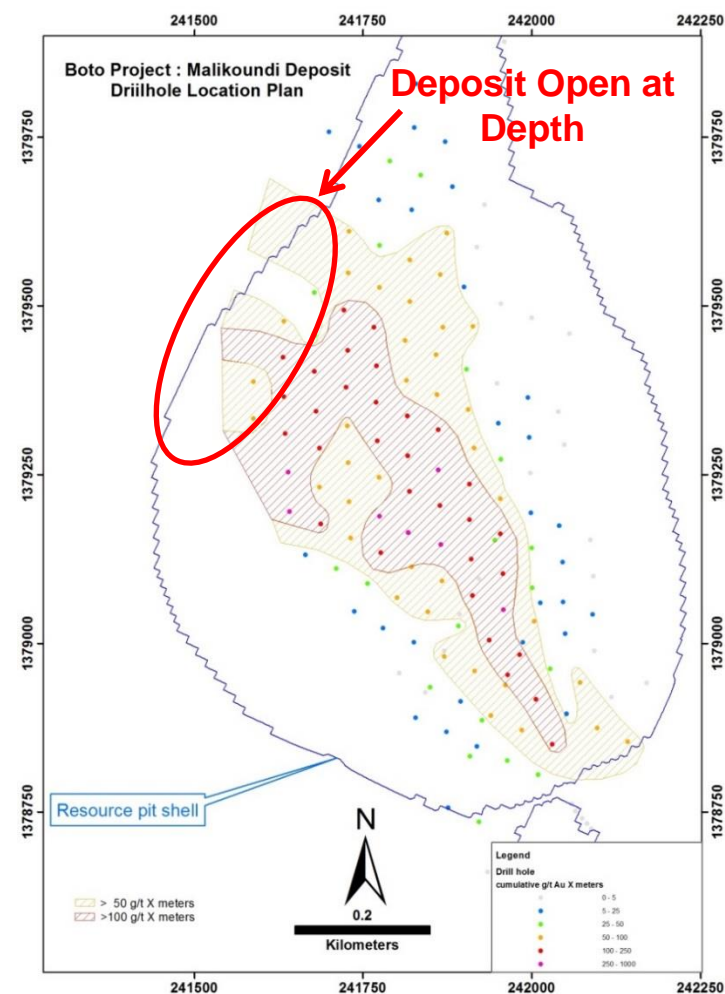 241500 241750 242000 242250
Boto Project : Malikoundi Deposit
Driilhole Location Plan
Deposit Open at
Depth
1379750
1379750
1379500
1379500
1379250
1379250
1379000
1379000
1378750
1378750
Resource pit shell
N
0.2
Kilometers
> 50 g/t X meters
>100 g/t X meters
Legend
Drill hole
cumulative g/t Au X meters
0 - 5
5 - 25
25 - 50
50 - 100
100 - 250
250 - 1000
241500 241750 242000 242250